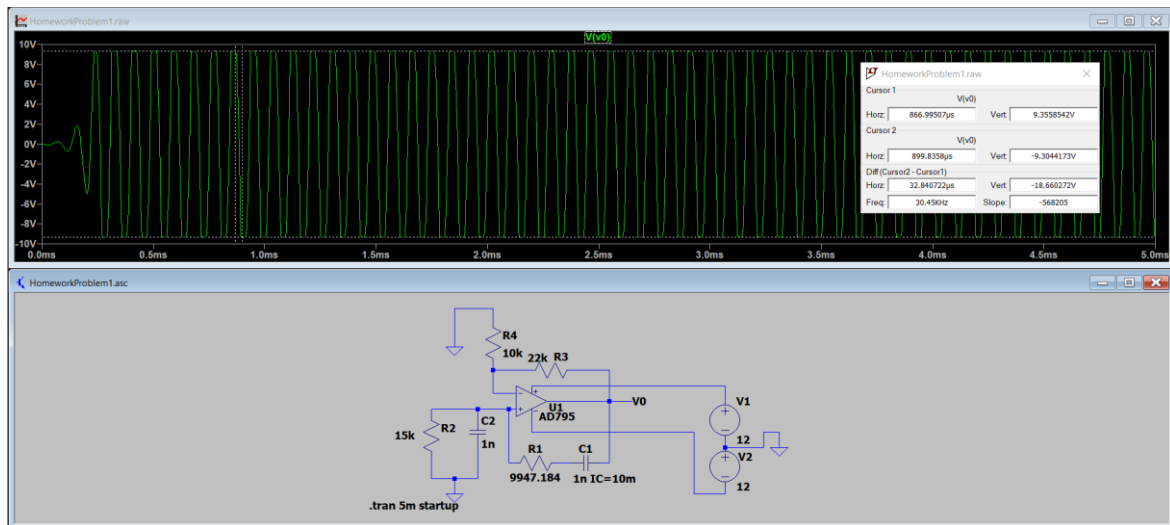 HomeworkProblem1.raw
V(v0)
10V
8V
6V
4V
2V
0V
-2V
-4V
-6V
-8V
-10V
0.0ms 0.5ms 1.0ms 1.5ms 2.0ms 2.5ms 3.0ms 3.5ms 4.0ms 4.5ms 5.0ms
HomeworkProblem1.raw
Cursor 1
V(v0)
Horz: 866.99507µs Vert: 9.3558542V
Cursor 2
V(v0)
Horz: 899.8358µs Vert: -9.3044173V
Diff (Cursor2 - Cursor1)
Horz: 32.840722µs Vert: -18.660272V
Freq: 30.45KHz Slope: -568205
HomeworkProblem1.asc
R4
10k
22k R3
U1
AD795
V0
V1
12
V2
12
15k
R2
C2
1n
R1
9947.184
C1
1n IC=10m
.tran 5m startup